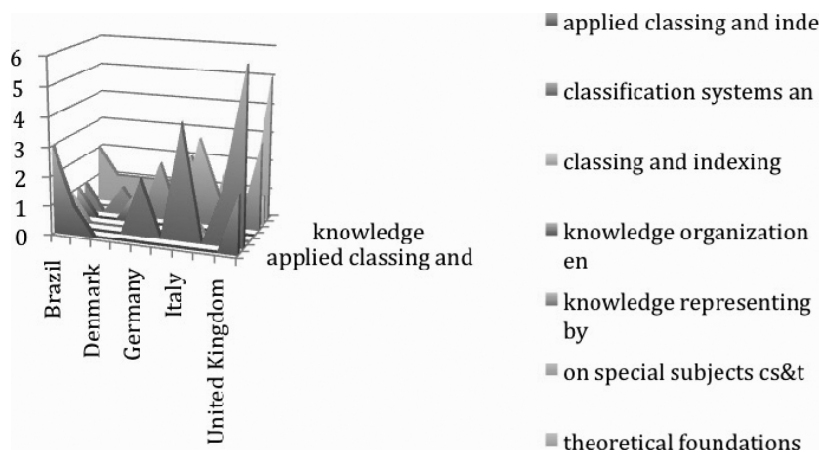 6
5
4
3
2
1
0
Brazil
Denmark
Germany
Italy
United Kingdom
knowledge
applied classing and
applied classing and inde
classification systems an
classing and indexing
knowledge organization
en
knowledge representing
by
on special subjects cs&t
theoretical foundations